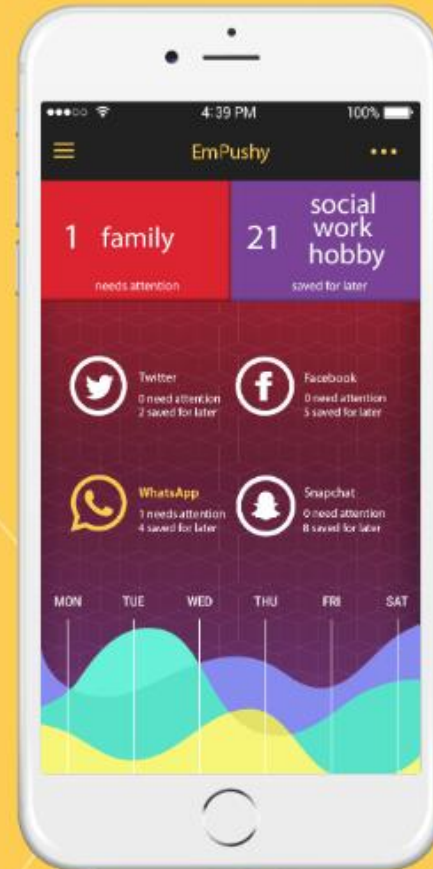 4:39 PM
100%
EmPushy
1 family
needs attention
21 social
work
hobby
saved for later
Twitter
0 need attention
2 saved for later
Facebook
0 need attention
5 saved for later
WhatsApp
1 needs attention
4 saved for later
Snapchat
0 need attention
8 saved for later
MON TUE WED THU FRI SAT